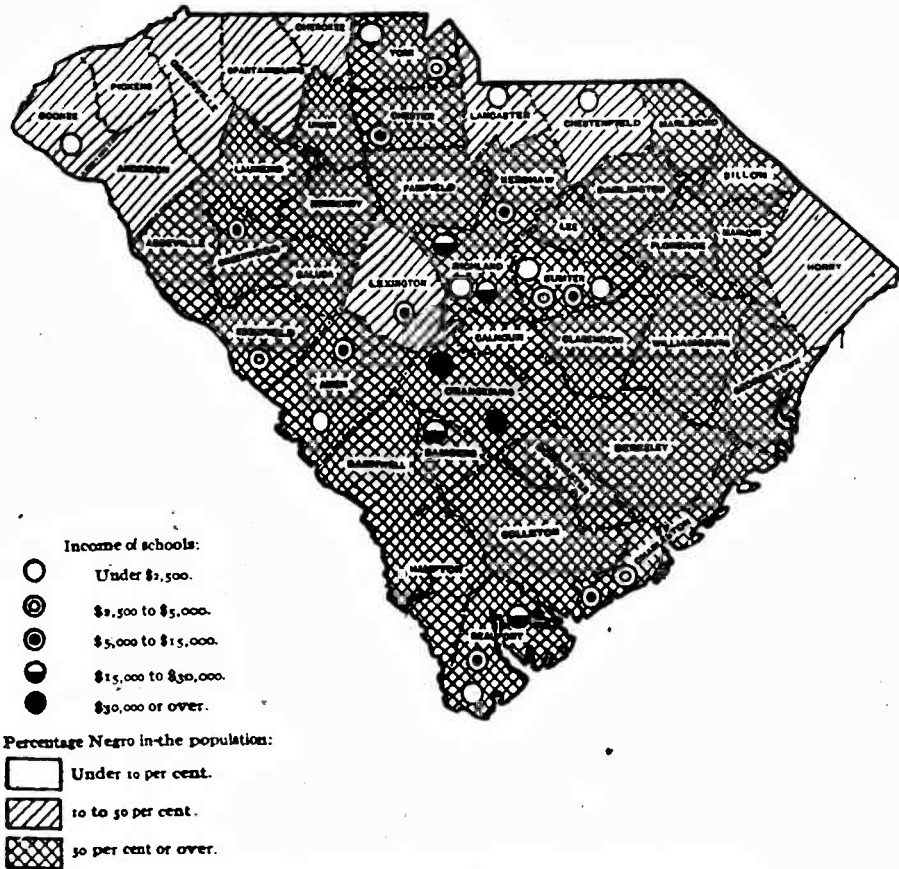 CHEROKEE
YORK
SPARTANBURG
PICKENS
OCONEE
UNION
CHESTER
LANCASTER
CHESTERFIELD
MARLBORO
ANDERSON
LAURENS
FAIRFIELD
KERSHAW
DARLINGTON
DILLON
NEWBERRY
LEE
MARION
ABBEVILLE
FLORENCE
SALUDA
RICHLAND
HORRY
LEXINGTON
SUMTER
EDGEFIELD
CALHOUN
CLARENDON
WILLIAMSBURG
AIKEN
ORANGEBURG
GEORGETOWN
BARNWELL
BAMBERG
BERKELEY
COLLETON
HAMPTON
BEAUFORT
Income of schools:
Under $2,500.
$2,500 to $5,000.
$5,000 to $15,000.
$15,000 to $30,000.
$30,000 or over.
Percentage Negro in the population:
Under 10 per cent.
10 to 50 per cent.
50 per cent or over.